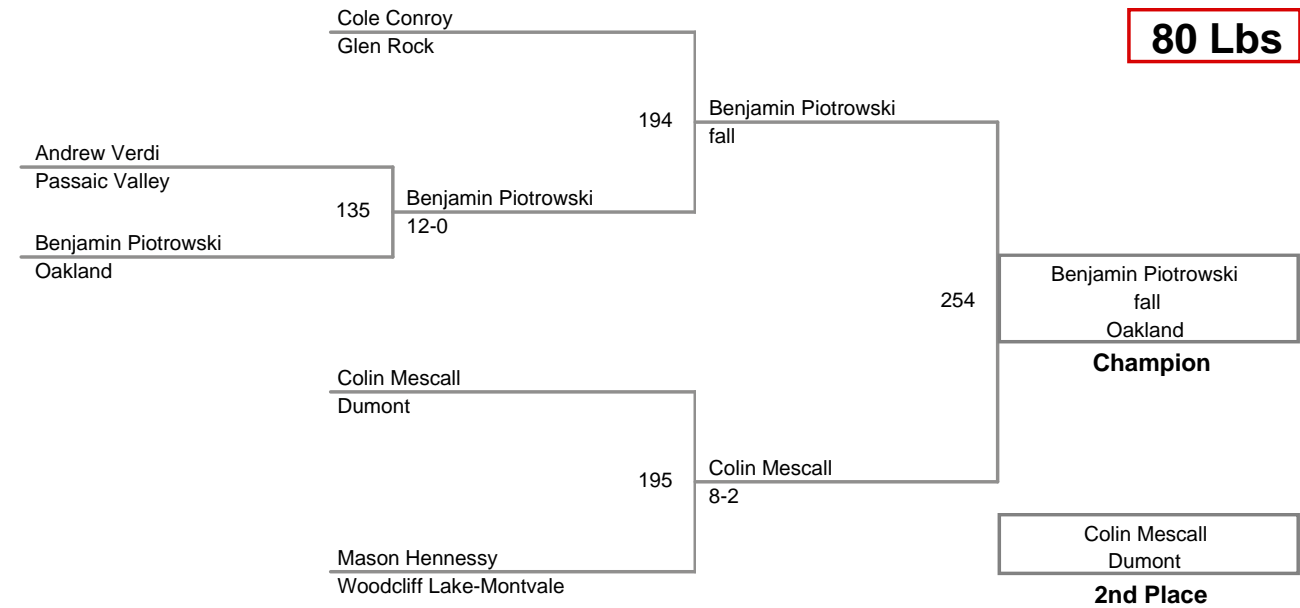 Cole Conroy
Glen Rock
80 Lbs
194
Benjamin Piotrowski
fall
Andrew Verdi
Passaic Valley
135
Benjamin Piotrowski
12-0
Benjamin Piotrowski
Oakland
254
Benjamin Piotrowski
fall
Oakland
Champion
Colin Mescall
Dumont
195
Colin Mescall
8-2
Mason Hennessy
Woodcliff Lake-Montvale
Colin Mescall
Dumont
2nd Place